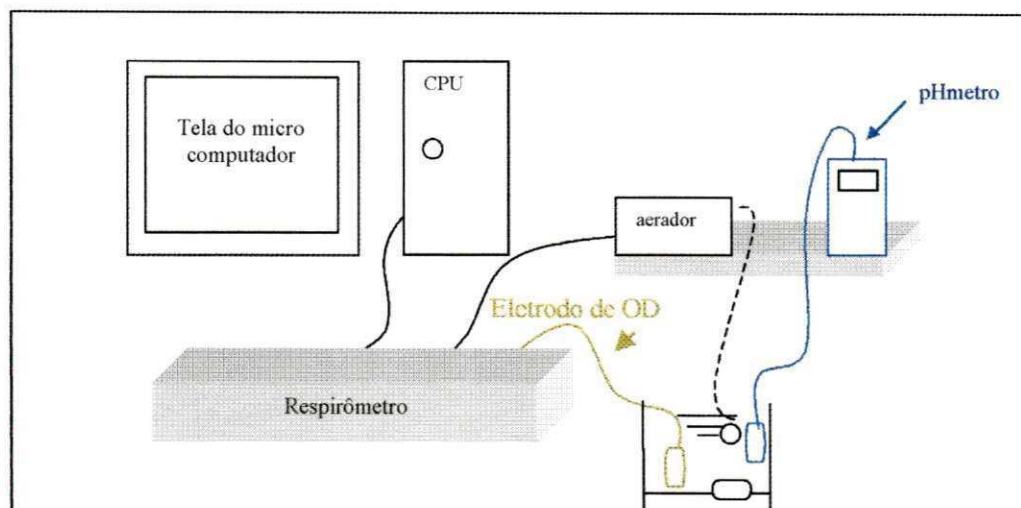 CPU
pHmetro
Tela do micro
computador
aerador
Eletrodo de OD
Respirômetro